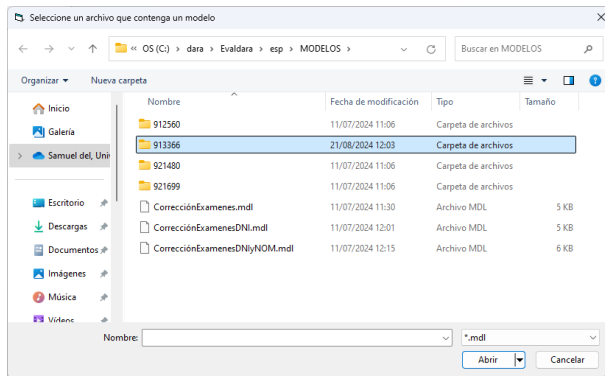 Seleccione un archivo que contenga un modelo
« OS (C:) › dara › Evaldara › esp › MODELOS ›
Buscar en MODELOS
Organizar
Nueva carpeta
Nombre Fecha de modificación Tipo Tamaño
Inicio
Galería
Samuel del, Uni
Escritorio
Descargas
Documentos
Imágenes
Música
Vídeos
912560 11/07/2024 11:06 Carpeta de archivos
913366 21/08/2024 12:03 Carpeta de archivos
921480 11/07/2024 11:06 Carpeta de archivos
921699 11/07/2024 11:06 Carpeta de archivos
CorrecciónExamenes.mdl 11/07/2024 11:30 Archivo MDL 5 KB
CorrecciónExamenesDNI.mdl 11/07/2024 12:01 Archivo MDL 5 KB
CorrecciónExamenesDNIyNOM.mdl 11/07/2024 12:15 Archivo MDL 6 KB
Nombre:
*.mdl
Abrir
Cancelar